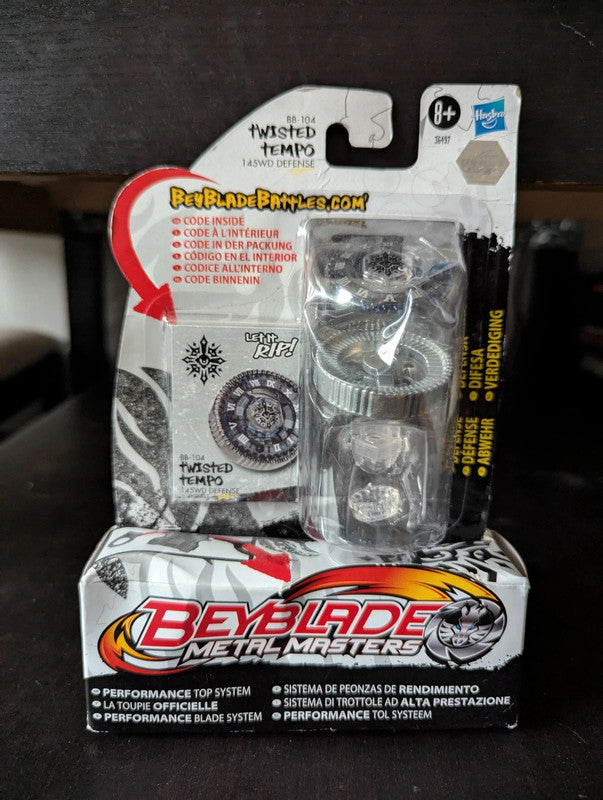 BB-104
TWISTED
TEMPO
145WD DEFENSE
8+
Hasbro
36497
BEYBLADEBATTLES.COM
CODE INSIDE
CODE À L'INTÉRIEUR
CODE IN DER PACKUNG
CÓDIGO EN EL INTERIOR
CODICE ALL'INTERNO
CODE BINNENIN
LET IT
RIP!
BB-104
TWISTED
TEMPO
145WD DEFENSE
DEFENSA
• DIFESA
• VERDEDIGING
DEFENSE
• DÉFENSE
• ABWEHR
BEYBLADE
METAL MASTERS
PERFORMANCE TOP SYSTEM
LA TOUPIE OFFICIELLE
PERFORMANCE BLADE SYSTEM
SISTEMA DE PEONZAS DE RENDIMIENTO
SISTEMA DI TROTTOLE AD ALTA PRESTAZIONE
PERFORMANCE TOL SYSTEEM